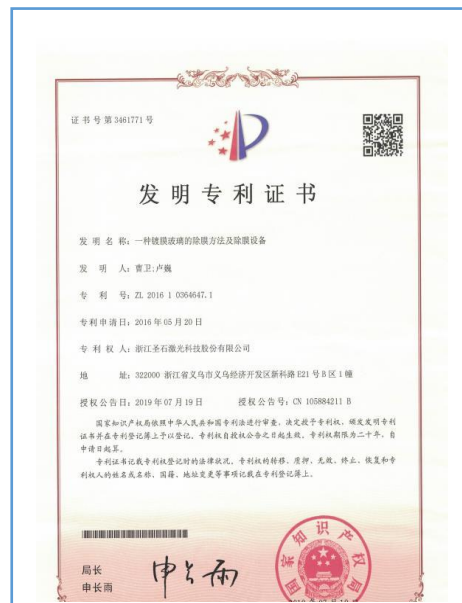 证书号第3461771号
发明专利证书
发明名称：一种镀膜玻璃的除膜方法及除膜设备
发明人：曹卫;卢巍
专利号：ZL 2016 1 0364647.1
专利申请日：2016年05月20日
专利权人：浙江圣石激光科技股份有限公司
地址：322000 浙江省义乌市义乌经济开发区新科路E21号B区1幢
授权公告日：2019年07月19日 授权公告号：CN 105884211 B
国家知识产权局依照中华人民共和国专利法进行审查，决定授予专利权，颁发发明专利
证书并在专利登记簿上予以登记。专利权自授权公告之日起生效。专利权期限为二十年，自
申请日起算。
专利证书记载专利权登记时的法律状况。专利权的转移、质押、无效、终止、恢复和专
利权人的姓名或名称、国籍、地址变更等事项记载在专利登记簿上。
局长
申长雨
申长雨
国家知识产权局